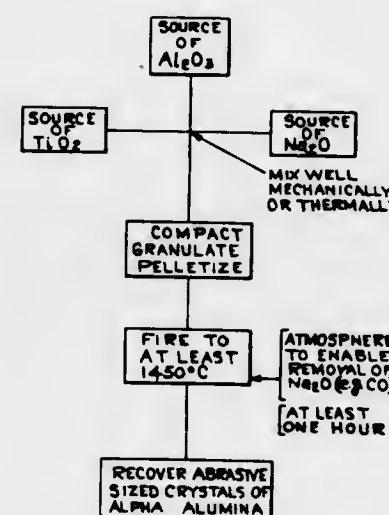 SOURCE
OF
Al2O3
SOURCE
OF
TiO2
SOURCE
OF
Na2O
MIX WELL
MECHANICALLY
OR THERMALLY
COMPACT
GRANULATE
PELLETIZE
FIRE TO
AT LEAST
1450°C
[ATMOSPHERE
TO ENABLE
REMOVAL OF
Na2O (e.g. CO)
[AT LEAST
ONE HOUR
RECOVER ABRASIVE
SIZED CRYSTALS OF
ALPHA ALUMINA